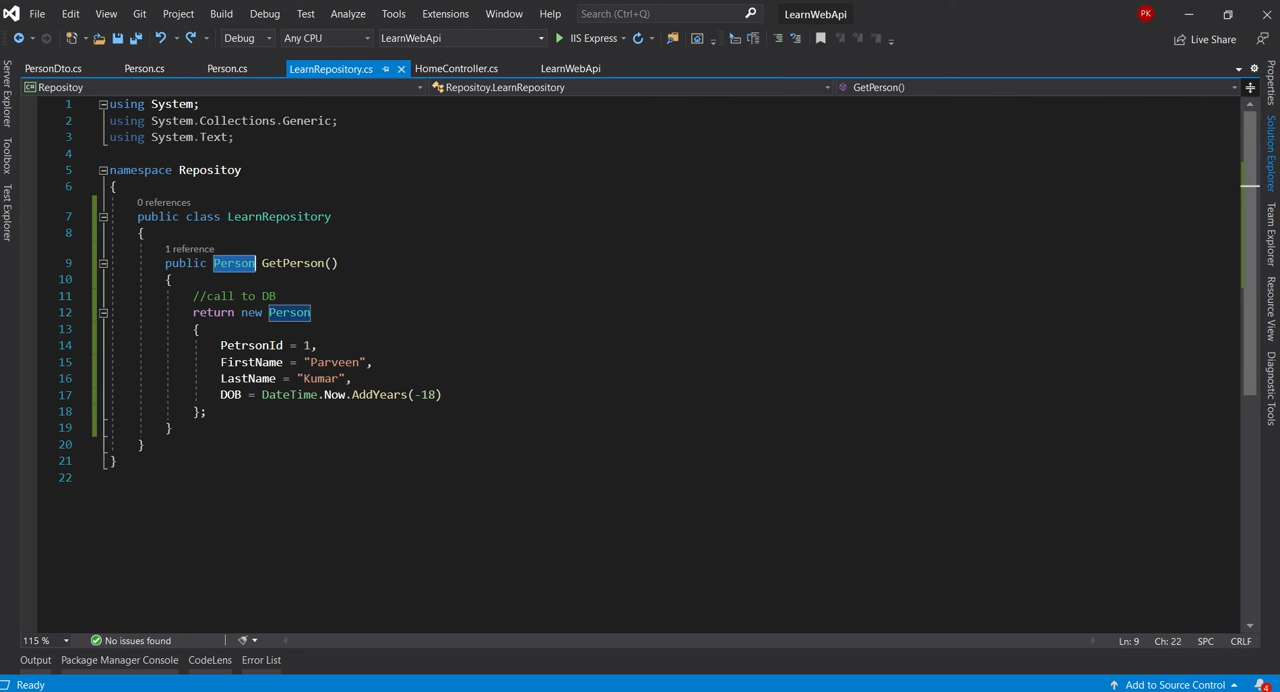 File Edit View Git Project Build Debug Test Analyze Tools Extensions Window Help Search (Ctrl+Q) LearnWebApi PK
Debug Any CPU LearnWebApi IIS Express Live Share
PersonDto.cs Person.cs Person.cs LearnRepository.cs HomeController.cs LearnWebApi
Repositoy Repositoy.LearnRepository GetPerson()
Server Explorer
Toolbox
Test Explorer
1 using System;
2 using System.Collections.Generic;
3 using System.Text;
4
5 namespace Repositoy
6 {
0 references
7 public class LearnRepository
8 {
1 reference
9 public Person GetPerson()
10 {
11 //call to DB
12 return new Person
13 {
14 PetrsonId = 1,
15 FirstName = "Parveen",
16 LastName = "Kumar",
17 DOB = DateTime.Now.AddYears(-18)
18 };
19 }
20 }
21 }
22
Properties
Solution Explorer
Team Explorer
Resource View
Diagnostic Tools
115 % No issues found Ln: 9 Ch: 22 SPC CRLF
Output Package Manager Console CodeLens Error List
Ready Add to Source Control 4